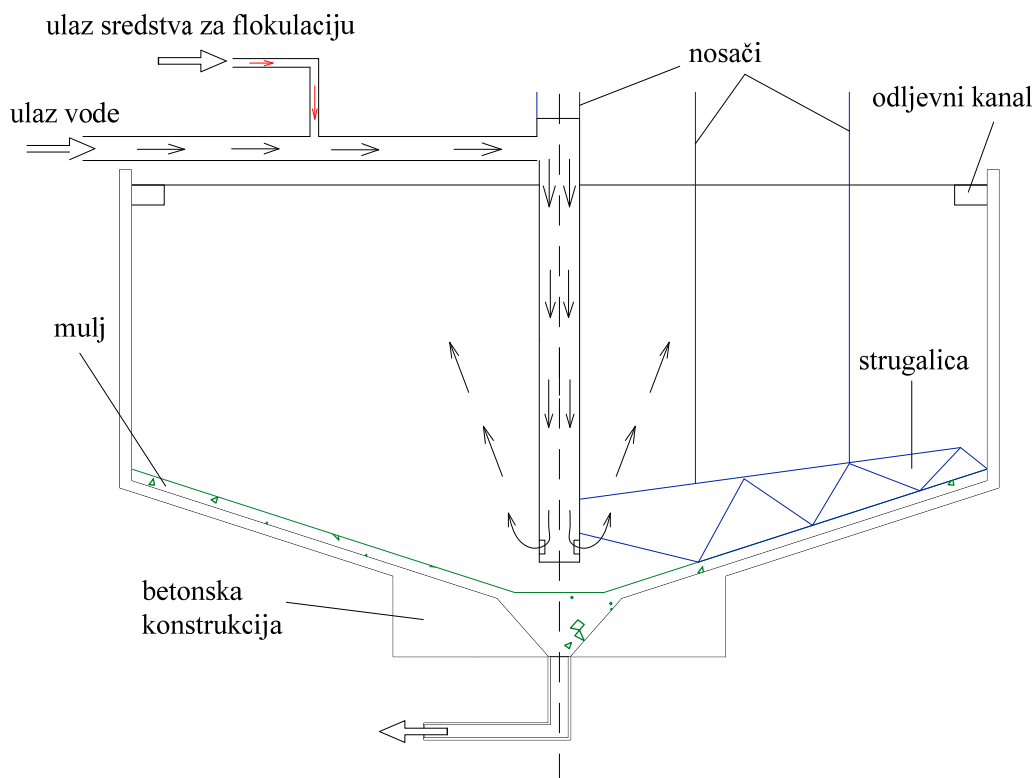 ulaz sredstva za flokulaciju
nosači
odljevni kanal
ulaz vode
mulj
strugalica
betonska
konstrukcija